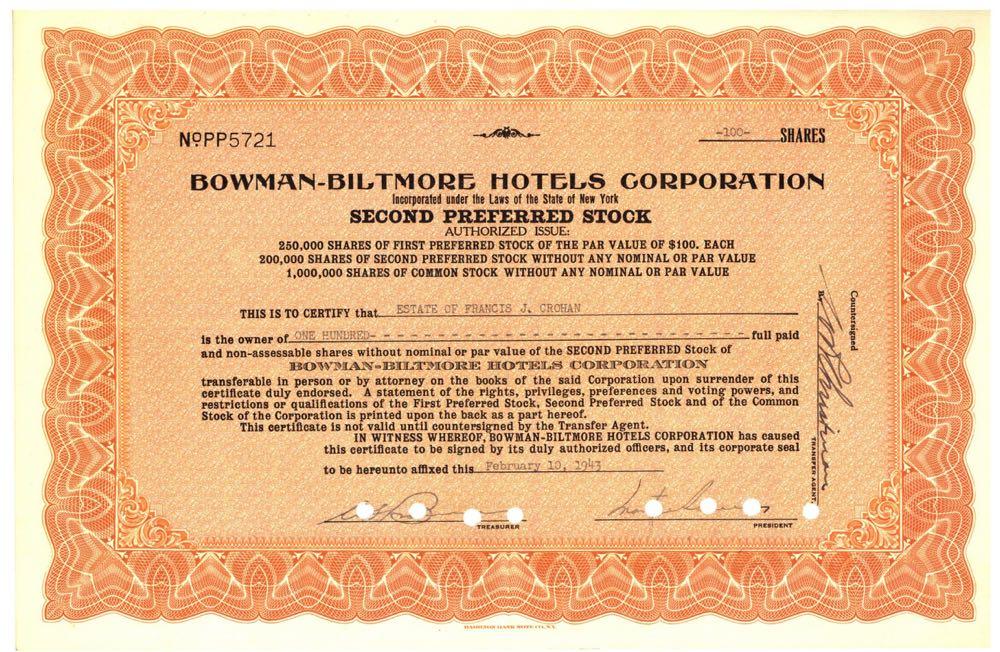 NoPP5721
-100- SHARES
BOWMAN-BILTMORE HOTELS CORPORATION
Incorporated under the Laws of the State of New York
SECOND PREFERRED STOCK
AUTHORIZED ISSUE:
250,000 SHARES OF FIRST PREFERRED STOCK OF THE PAR VALUE OF $100. EACH
200,000 SHARES OF SECOND PREFERRED STOCK WITHOUT ANY NOMINAL OR PAR VALUE
1,000,000 SHARES OF COMMON STOCK WITHOUT ANY NOMINAL OR PAR VALUE
THIS IS TO CERTIFY that ESTATE OF FRANCIS J. CROHAN
is the owner of ONE HUNDRED- - - - - - - - - - - - - - - - - - - - - - - - - - - - full paid
and non-assessable shares without nominal or par value of the SECOND PREFERRED Stock of
BOWMAN-BILTMORE HOTELS CORPORATION
transferable in person or by attorney on the books of the said Corporation upon surrender of this
certificate duly endorsed. A statement of the rights, privileges, preferences and voting powers, and
restrictions or qualifications of the First Preferred Stock, Second Preferred Stock and of the Common
Stock of the Corporation is printed upon the back as a part hereof.
This certificate is not valid until countersigned by the Transfer Agent.
IN WITNESS WHEREOF, BOWMAN-BILTMORE HOTELS CORPORATION has caused
this certificate to be signed by its duly authorized officers, and its corporate seal
to be hereunto affixed this February 10, 1943
TREASURER
PRESIDENT
Countersigned
By
TRANSFER AGENT.
HAMILTON BANK NOTE CO. N.Y.